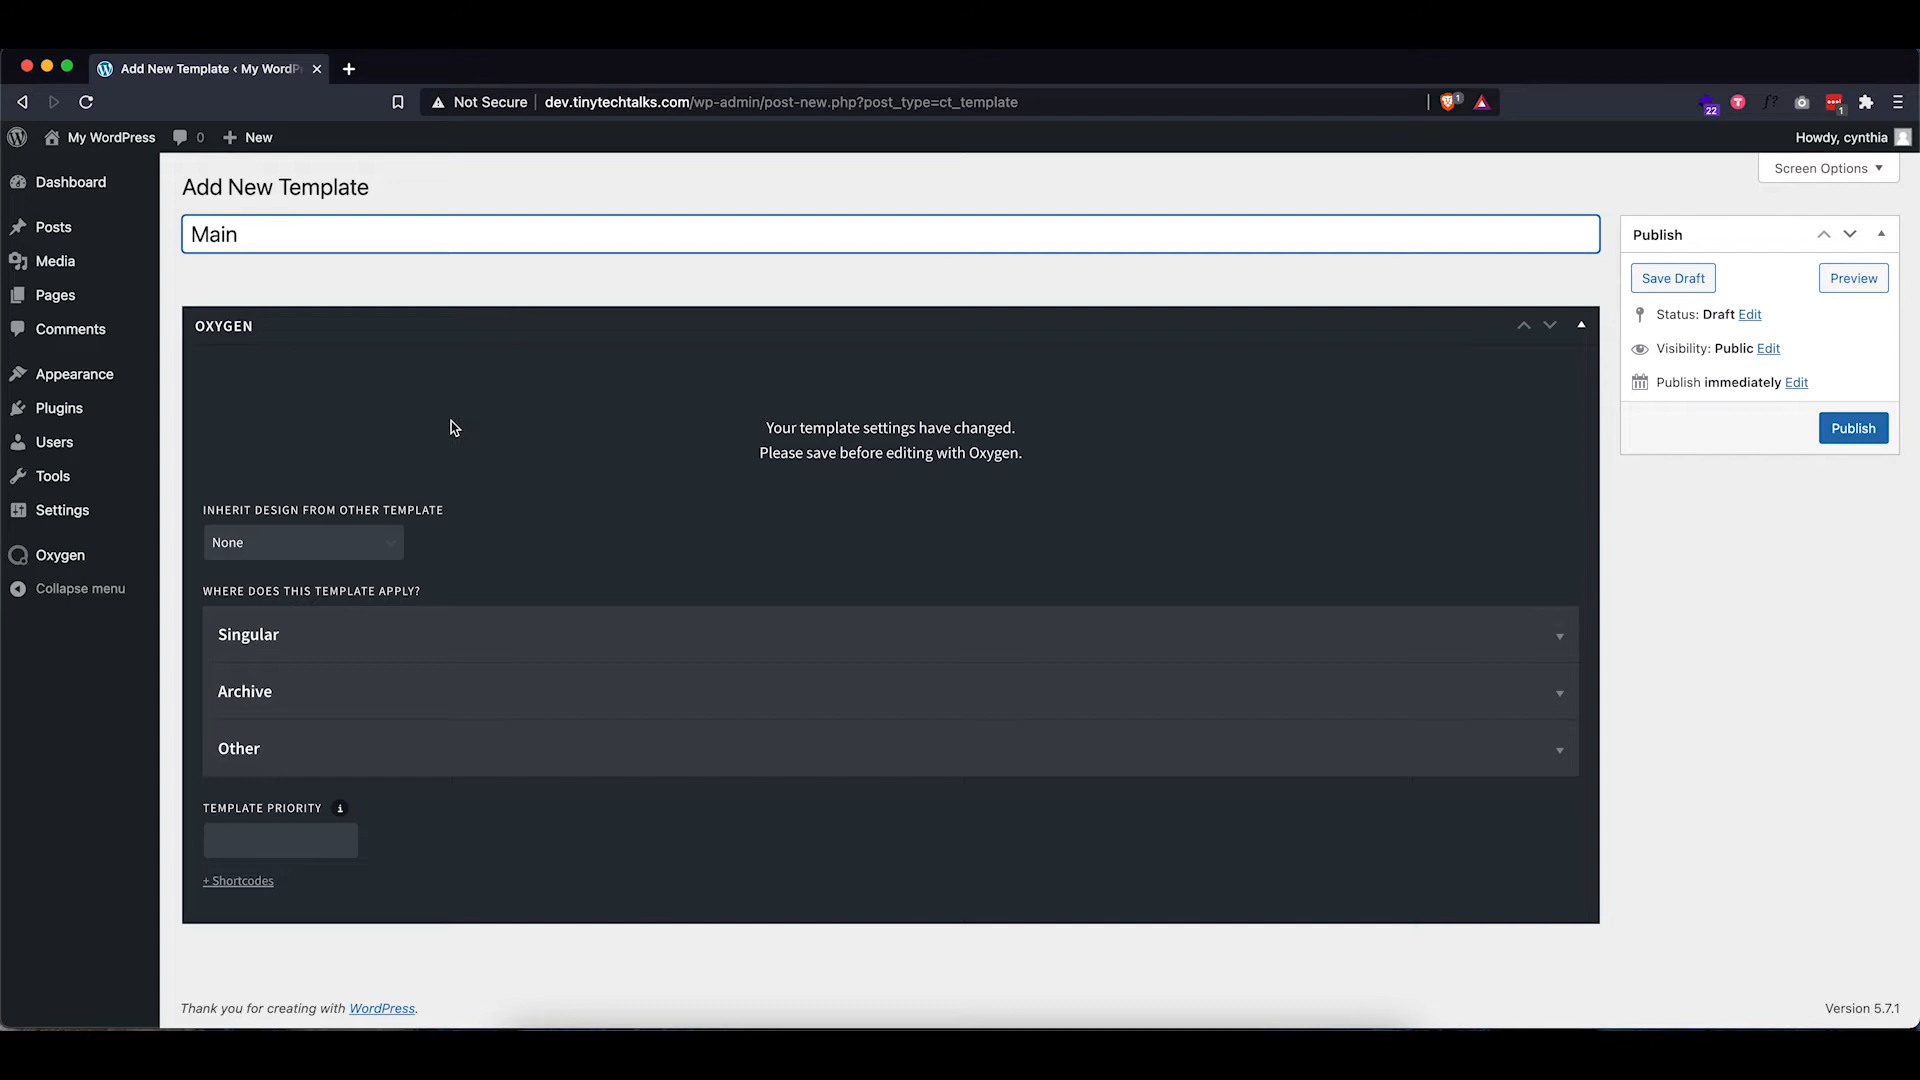 Add New Template ‹ My WordP
Not Secure dev.tinytechtalks.com/wp-admin/post-new.php?post_type=ct_template
1
22
1
My WordPress
0
New
Howdy, cynthia
Screen Options
Dashboard
Posts
Media
Pages
Comments
Appearance
Plugins
Users
Tools
Settings
Oxygen
Collapse menu
Add New Template
Main
OXYGEN
Your template settings have changed.
Please save before editing with Oxygen.
INHERIT DESIGN FROM OTHER TEMPLATE
None
WHERE DOES THIS TEMPLATE APPLY?
Singular
Archive
Other
TEMPLATE PRIORITY i
+ Shortcodes
Publish
Save Draft
Preview
Status: Draft Edit
Visibility: Public Edit
Publish immediately Edit
Publish
Thank you for creating with WordPress.
Version 5.7.1